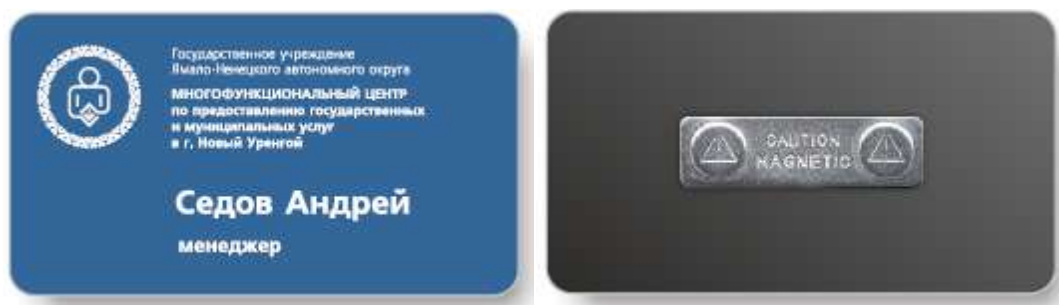 Государственное учреждение
Ямало-Ненецкого автономного округа
МНОГОФУНКЦИОНАЛЬНЫЙ ЦЕНТР
по предоставлению государственных
и муниципальных услуг
в г. Новый Уренгой
Седов Андрей
менеджер
CAUTION
MAGNETIC